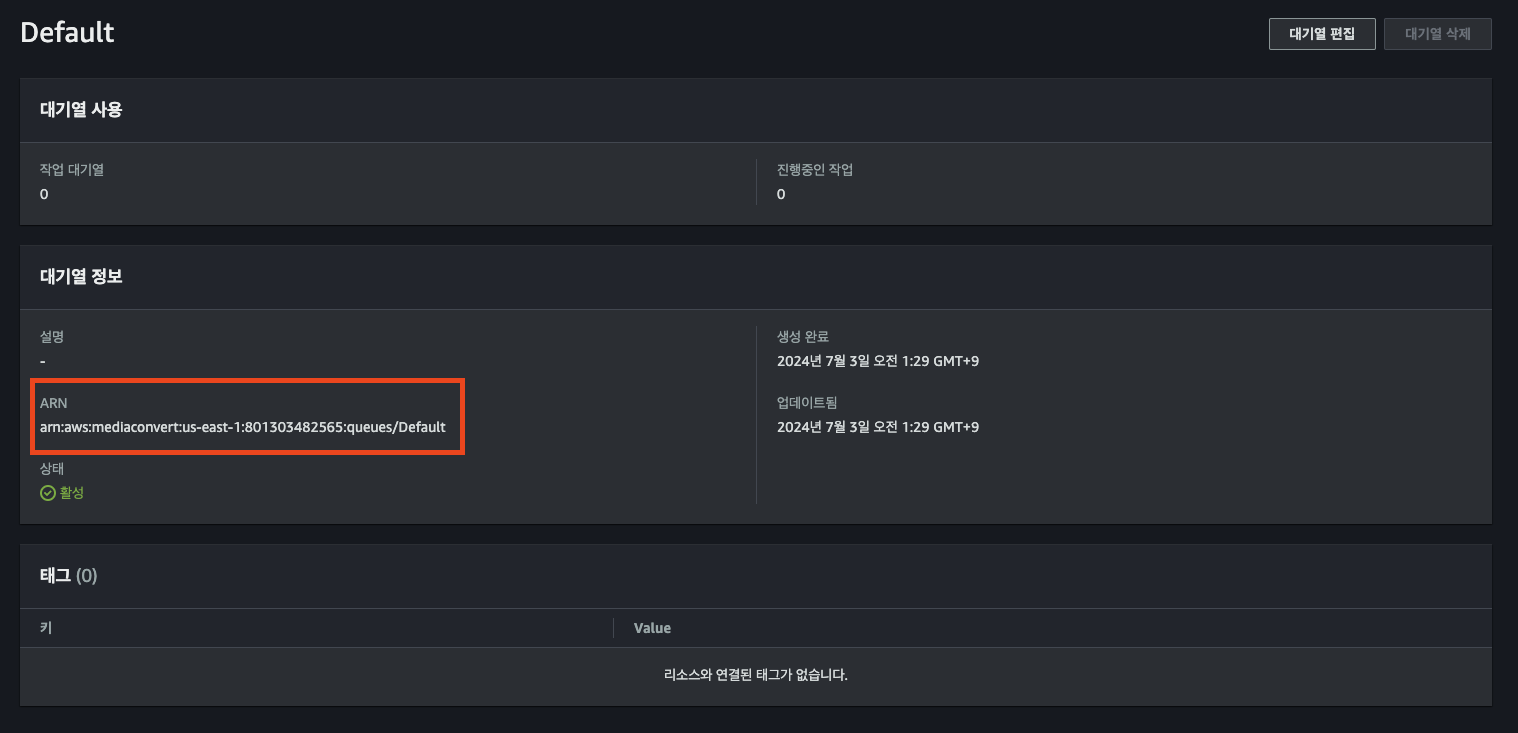 Default
대기열 편집
대기열 삭제
대기열 사용
작업 대기열
0
진행중인 작업
0
대기열 정보
설명
-
ARN
arn:aws:mediaconvert:us-east-1:801303482565:queues/Default
상태
활성
생성 완료
2024년 7월 3일 오전 1:29 GMT+9
업데이트됨
2024년 7월 3일 오전 1:29 GMT+9
태그 (0)
키
Value
리소스와 연결된 태그가 없습니다.